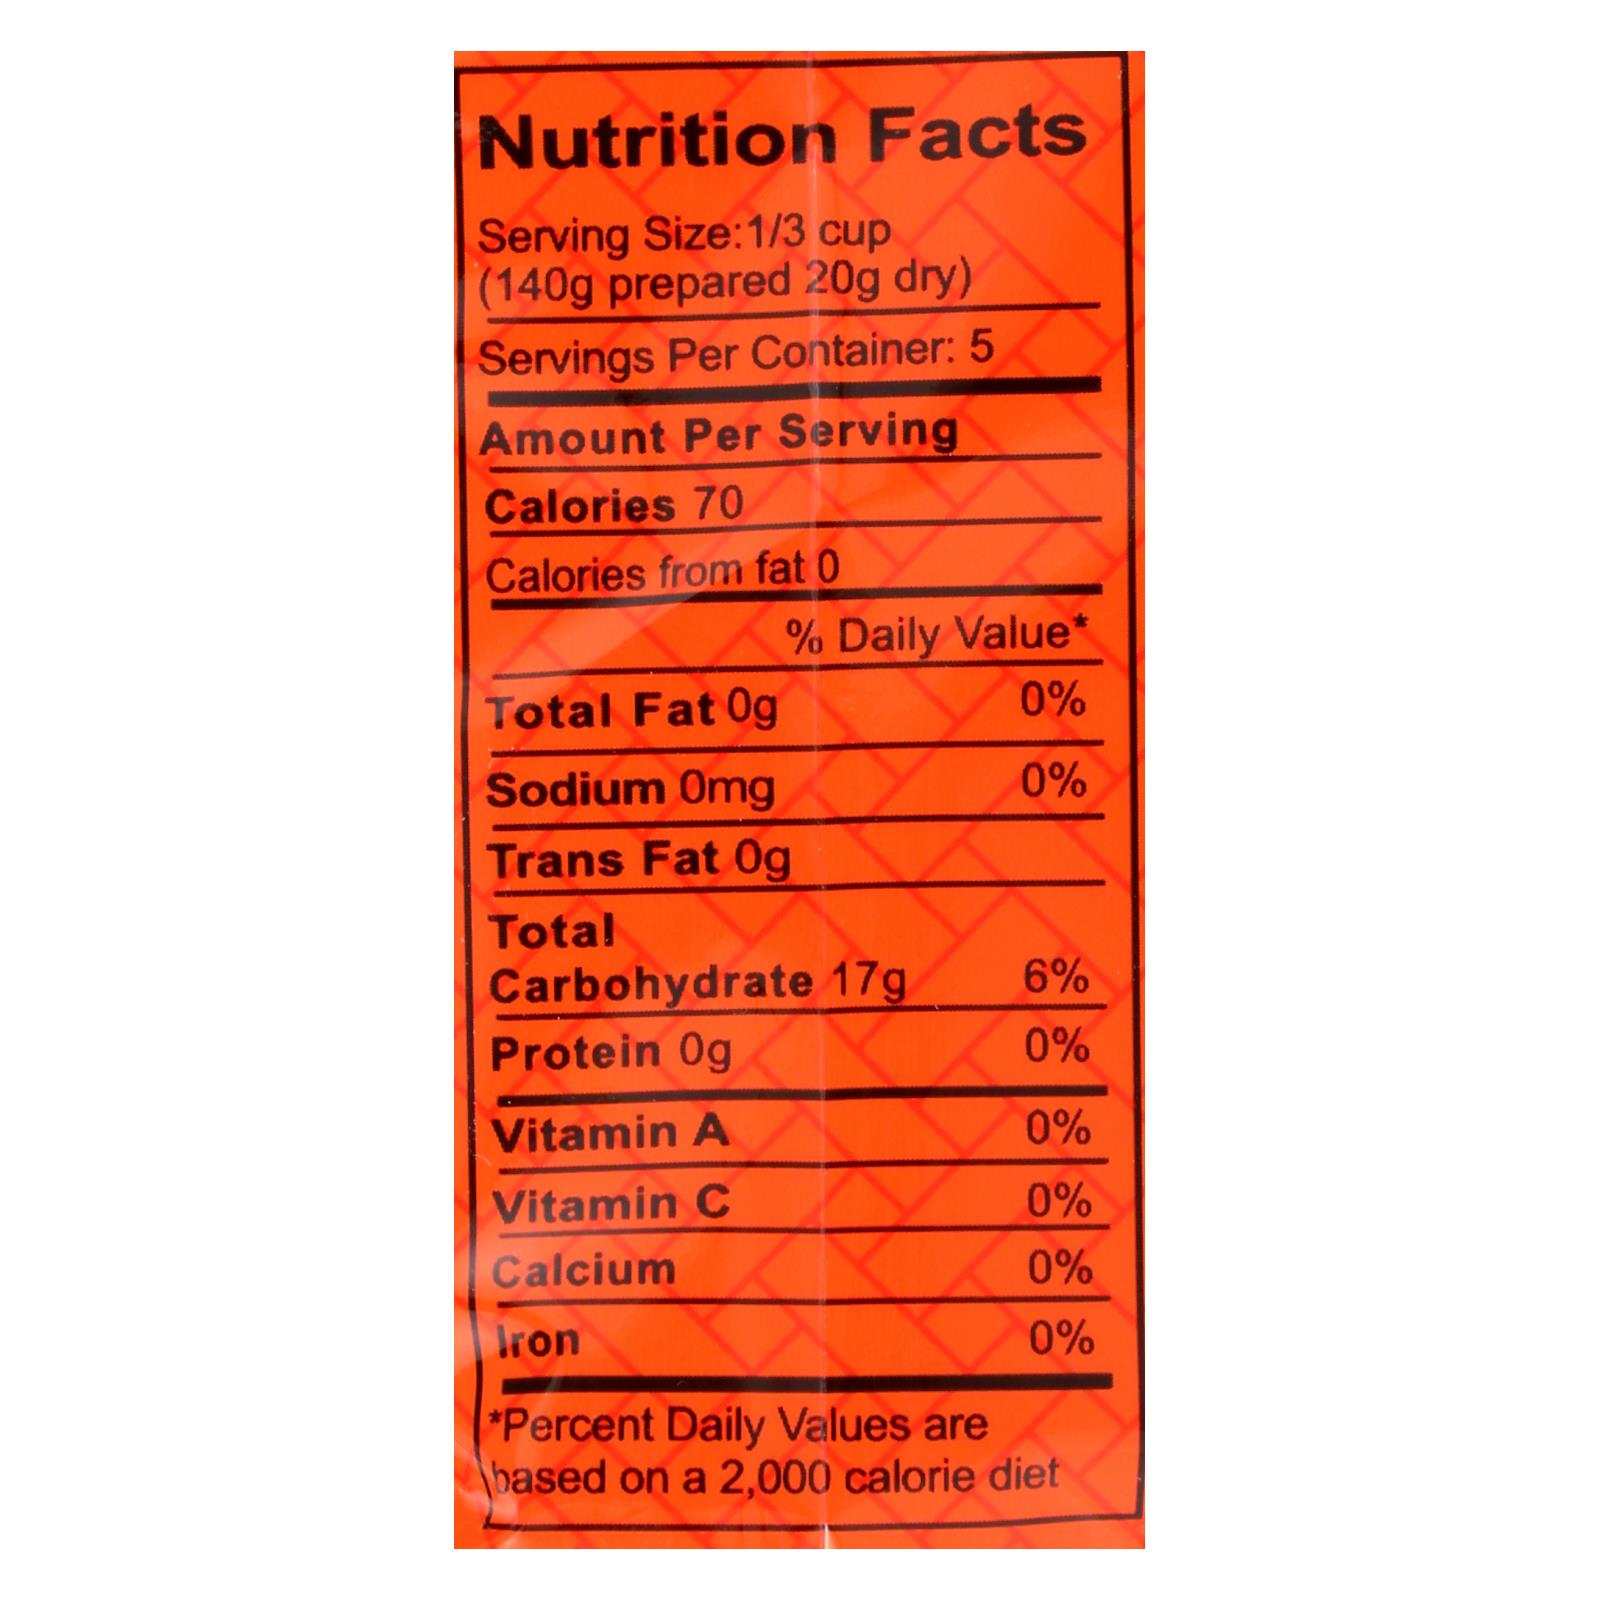 Nutrition Facts
Serving Size:1/3 cup
(140g prepared 20g dry)
Servings Per Container: 5
Amount Per Serving
Calories 70
Calories from fat 0
% Daily Value*
Total Fat 0g 0%
Sodium 0mg 0%
Trans Fat 0g
Total
Carbohydrate 17g 6%
Protein 0g 0%
Vitamin A 0%
Vitamin C 0%
Calcium 0%
Iron 0%
*Percent Daily Values are
based on a 2,000 calorie diet